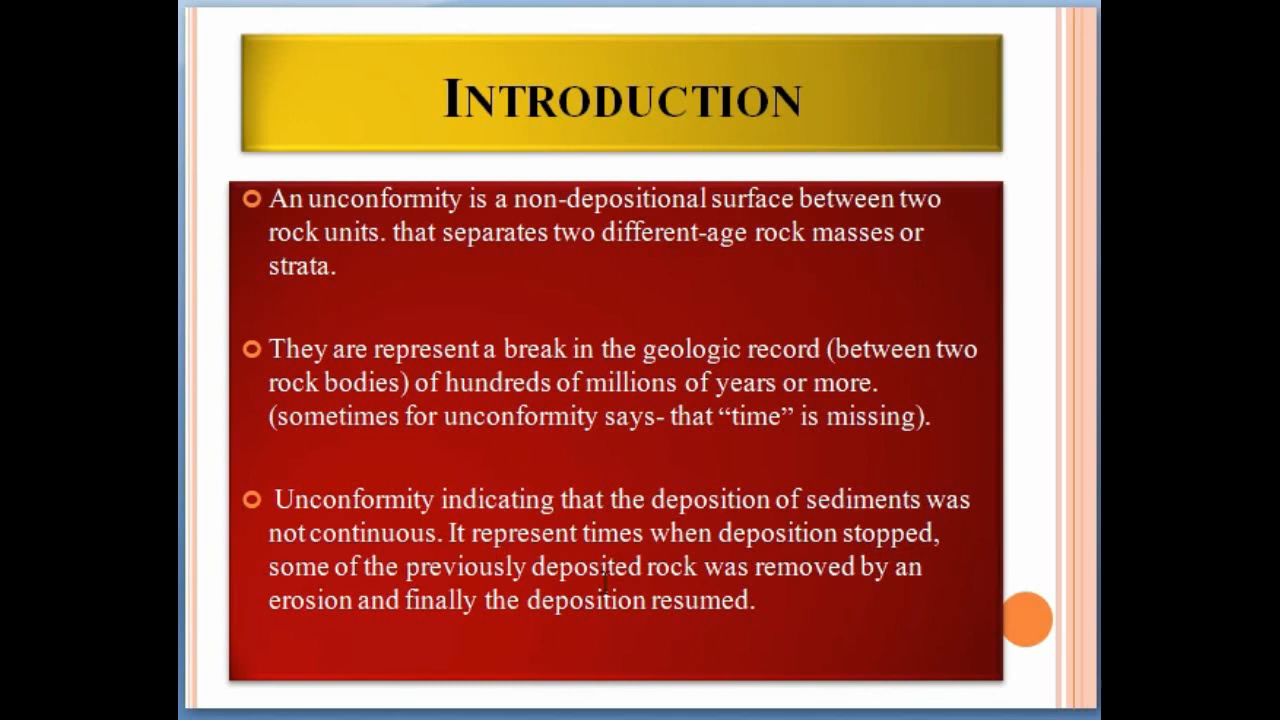 INTRODUCTION
An unconformity is a non-depositional surface between two
rock units. that separates two different-age rock masses or
strata.
They are represent a break in the geologic record (between two
rock bodies) of hundreds of millions of years or more.
(sometimes for unconformity says- that “time” is missing).
Unconformity indicating that the deposition of sediments was
not continuous. It represent times when deposition stopped,
some of the previously deposited rock was removed by an
erosion and finally the deposition resumed.